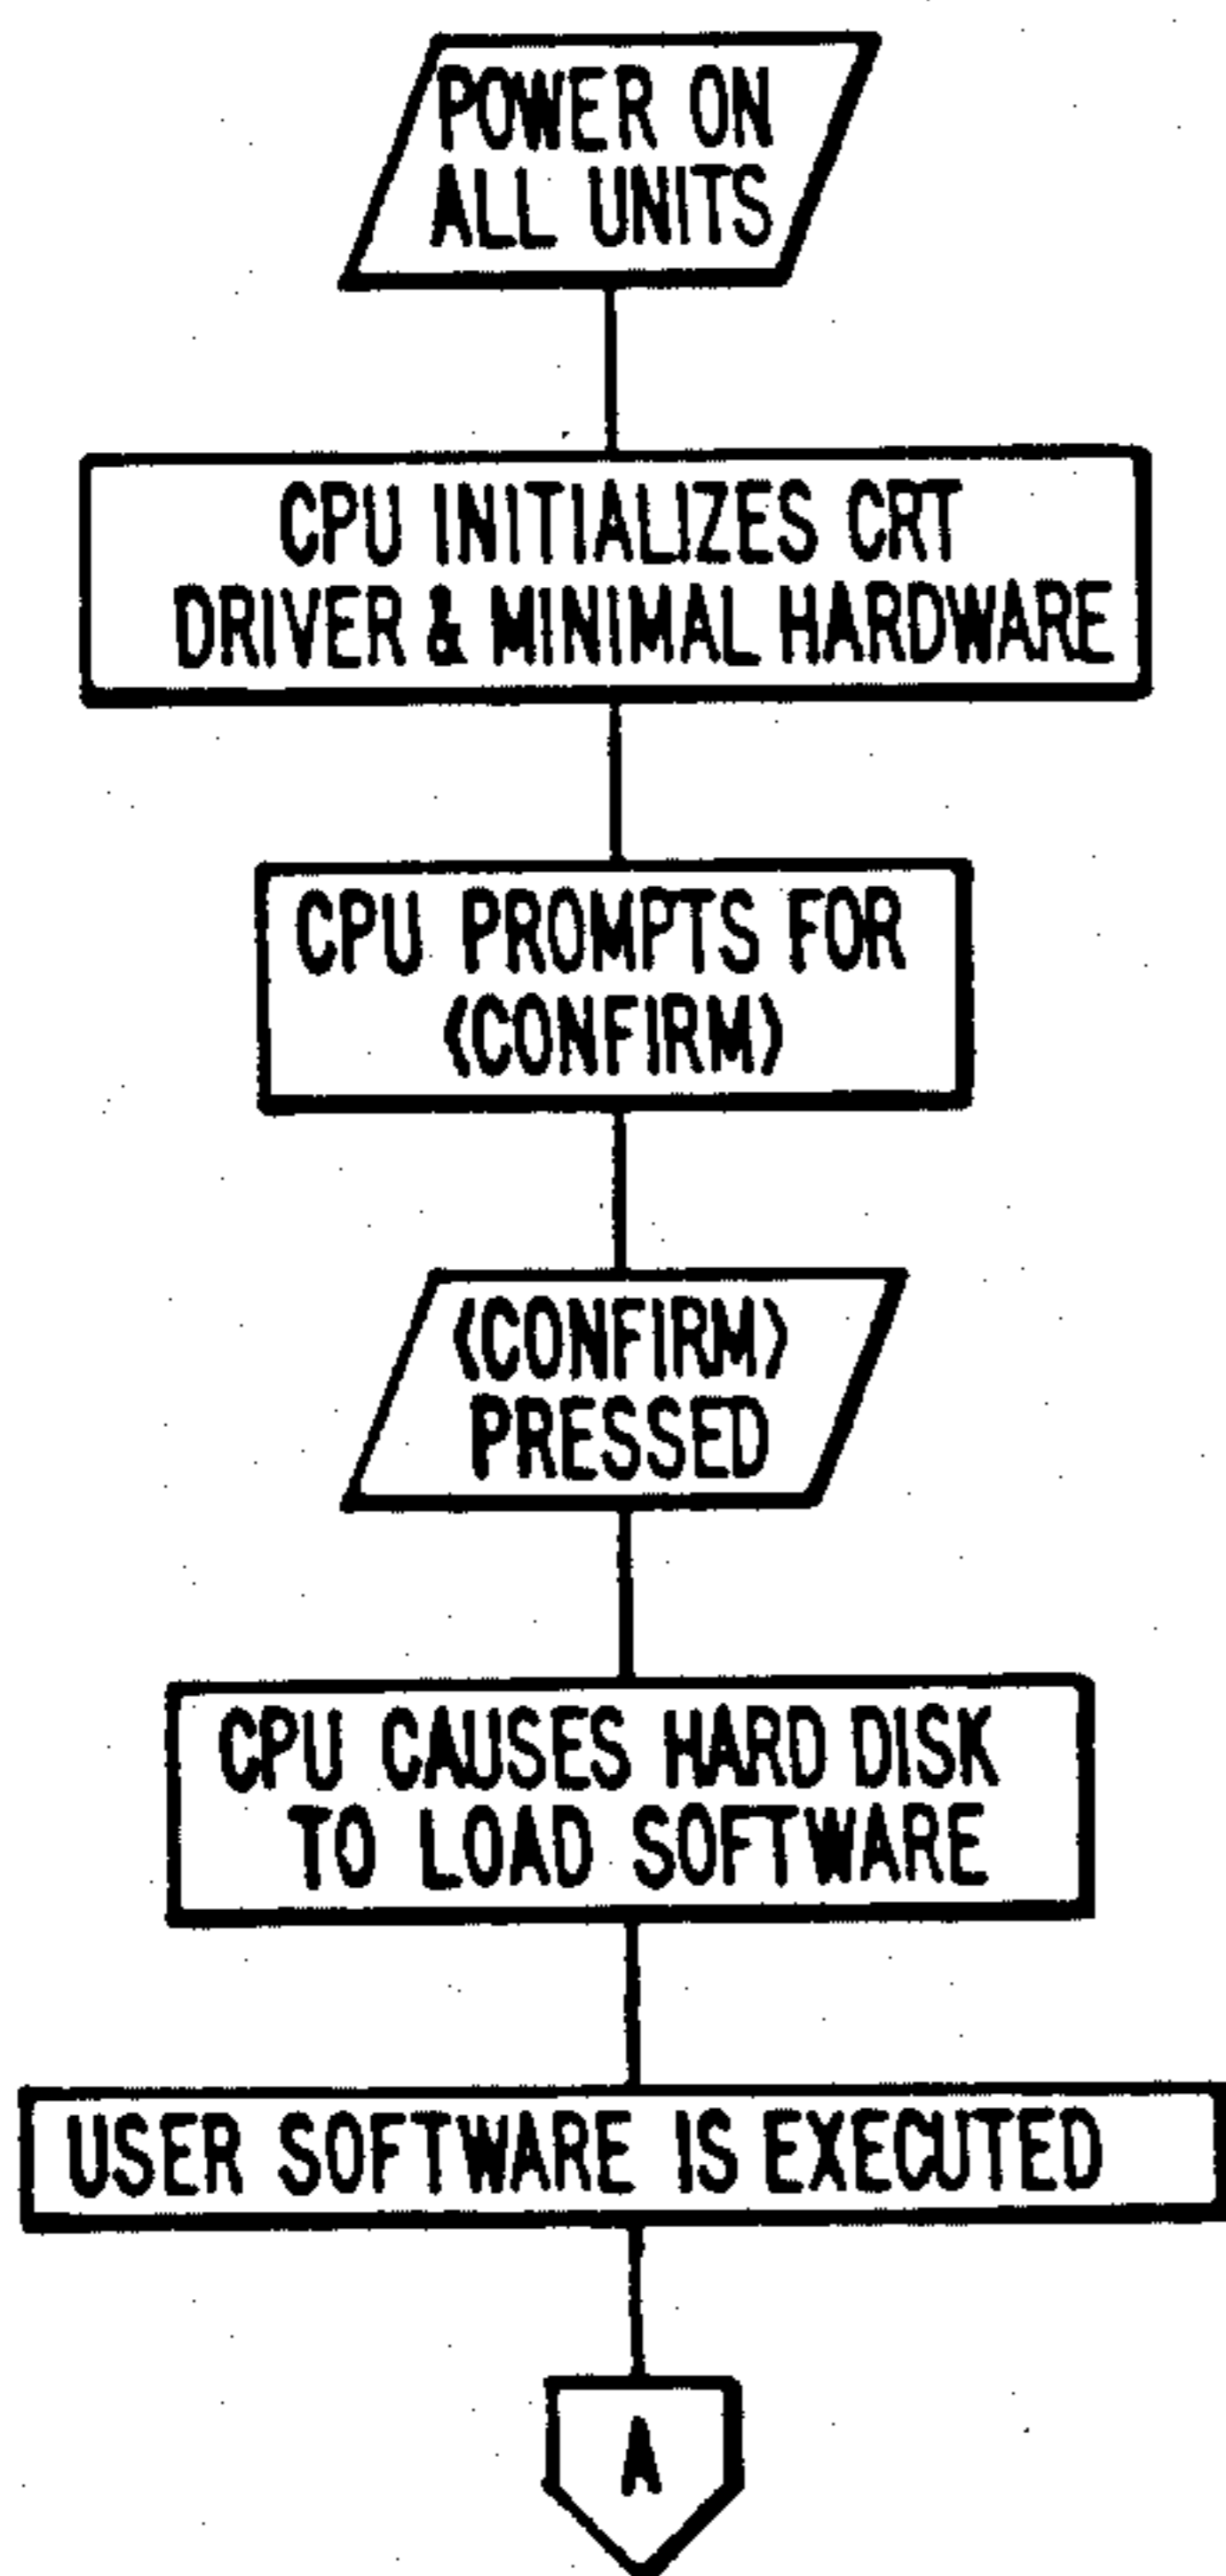 POWER ON
ALL UNITS
CPU INITIALIZES CRT
DRIVER & MINIMAL HARDWARE
CPU PROMPTS FOR
⟨CONFIRM⟩
⟨CONFIRM⟩
PRESSED
CPU CAUSES HARD DISK
TO LOAD SOFTWARE
USER SOFTWARE IS EXECUTED
A